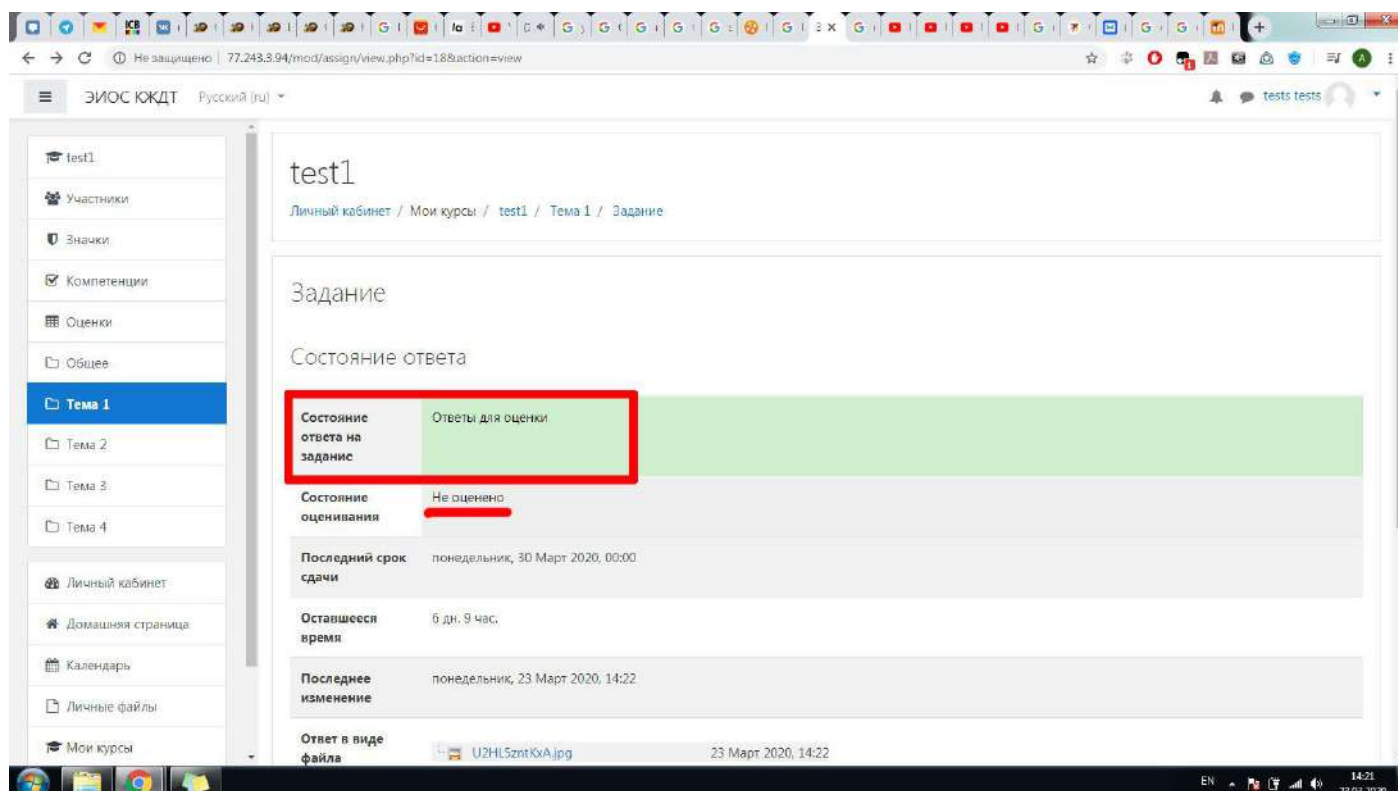 Не защищено 77.243.3.94/mod/assign/view.php?id=18&action=view
ЭИОС КЖДТ Русский (ru) tests tests
test1
Участники
Значки
Компетенции
Оценки
Общее
Тема 1
Тема 2
Тема 3
Тема 4
Личный кабинет
Домашняя страница
Календарь
Личные файлы
Мои курсы
test1
Личный кабинет / Мои курсы / test1 / Тема 1 / Задание
Задание
Состояние ответа
Состояние ответа на задание Ответы для оценки
Состояние оценивания Не оценено
Последний срок сдачи понедельник, 30 Март 2020, 00:00
Оставшееся время 6 дн. 9 час.
Последнее изменение понедельник, 23 Март 2020, 14:22
Ответ в виде файла U2HL5zntKxA.jpg 23 Март 2020, 14:22
EN 14:21